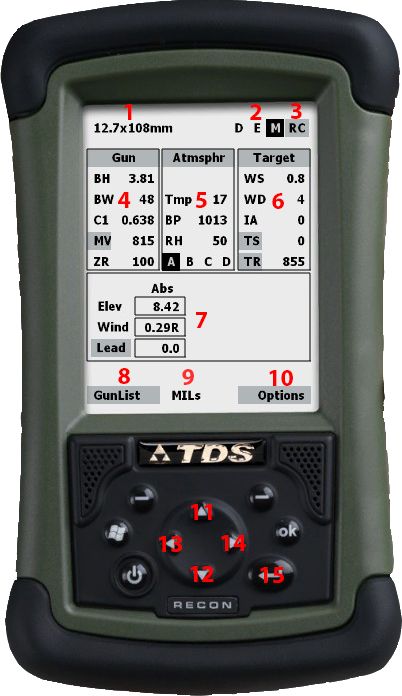 1 2 3
12.7x108mm D E M RC
Gun Atmsphr Target
BH 3.81 WS 0.8
BW 4 48 Tmp 5 17 WD 6 4
C1 0.638 BP 1013 IA 0
MV 815 RH 50 TS 0
ZR 100 A B C D TR 855
Abs
Elev 8.42
Wind 0.29R 7
Lead 0.0
8 9 10
GunList MILs Options
TDS
11
ok
13 14
12 15
RECON